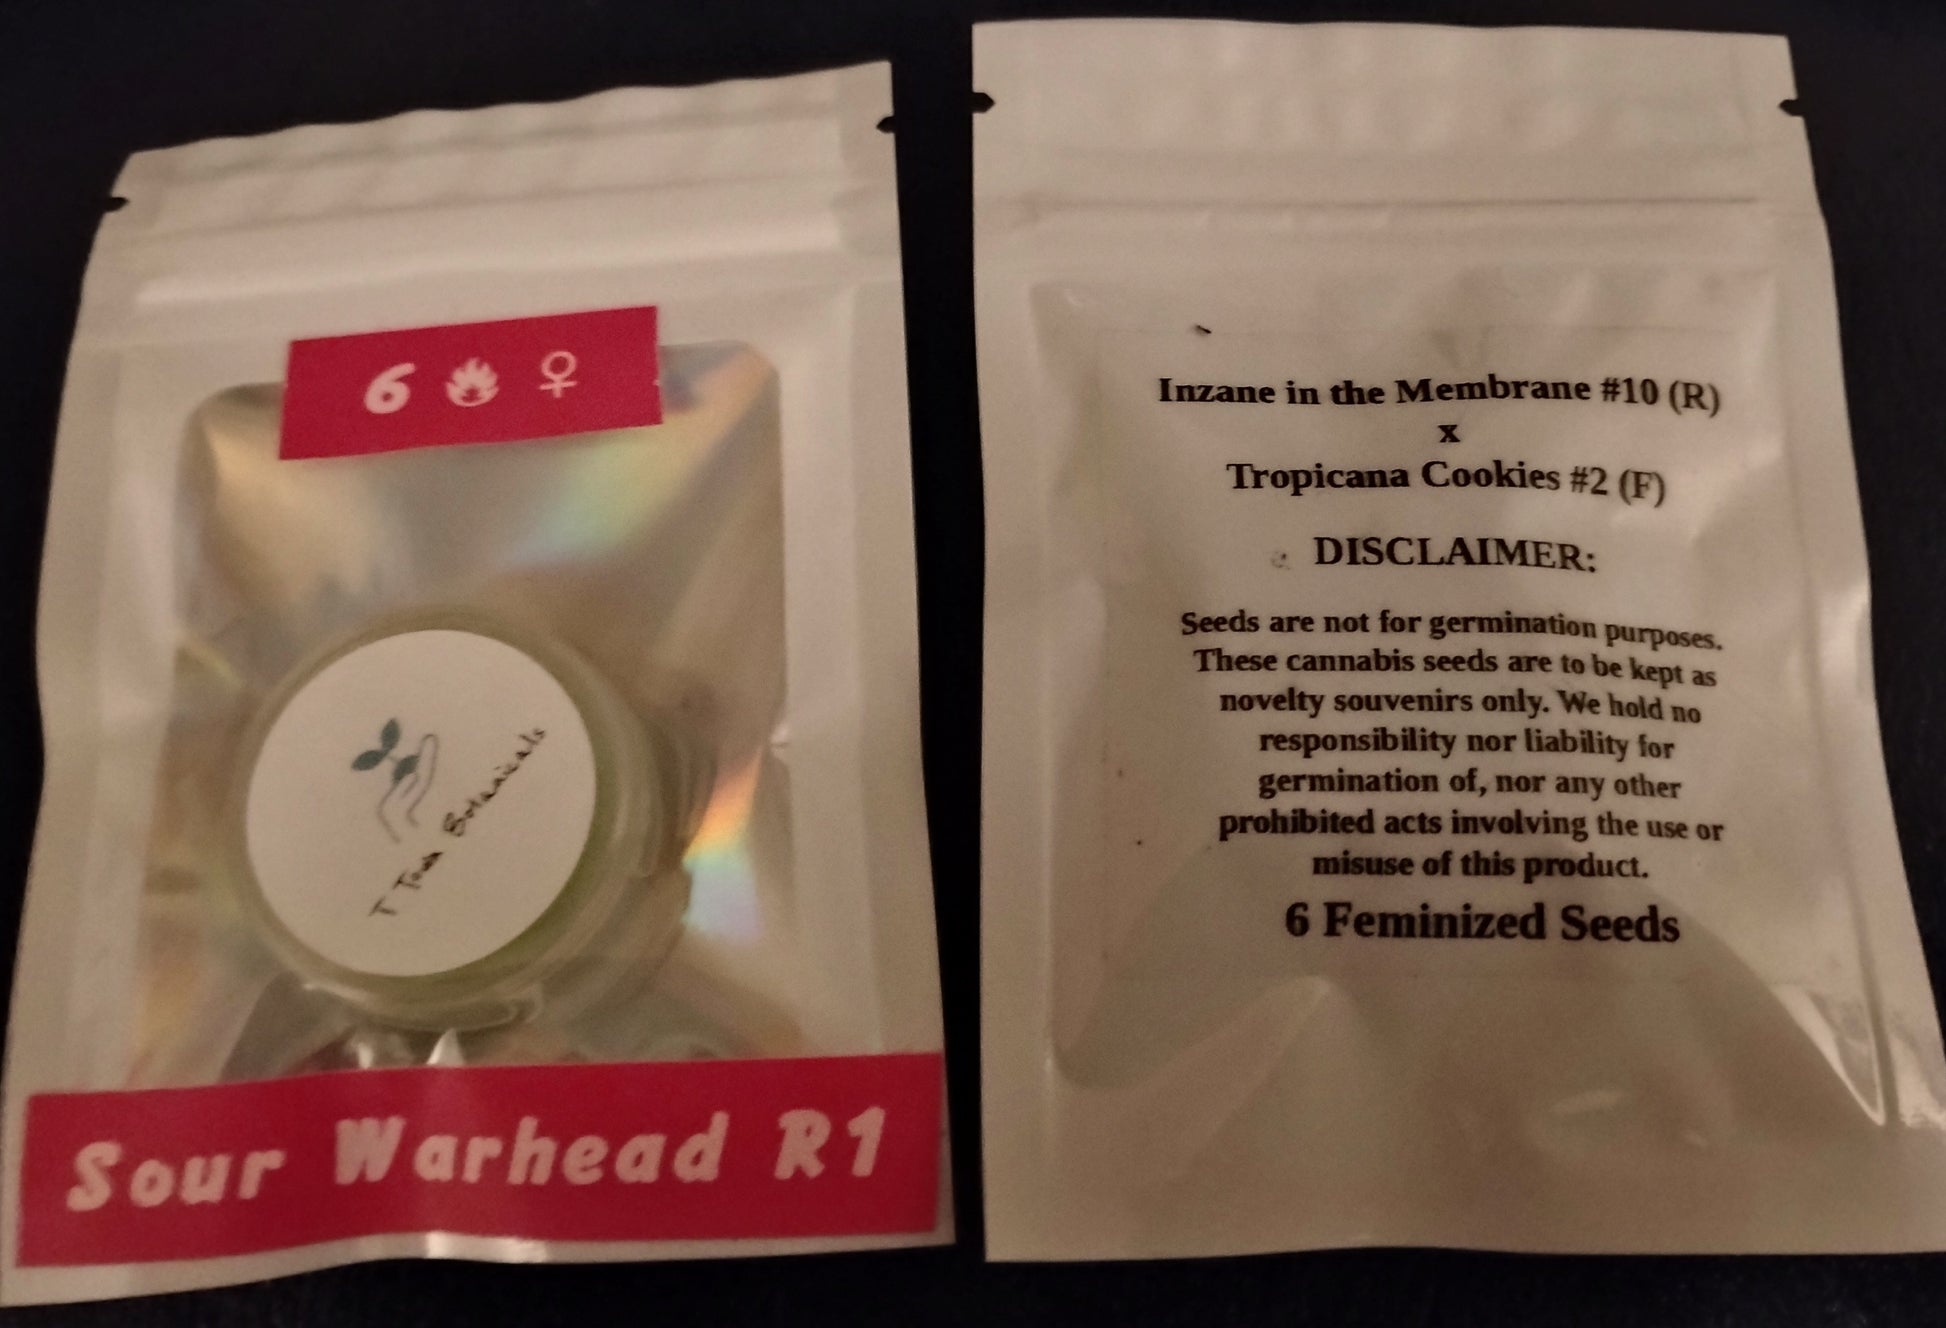 6
T Town Botanicals
Sour Warhead R1
Inzane in the Membrane #10 (R)
x
Tropicana Cookies #2 (F)
DISCLAIMER:
Seeds are not for germination purposes.
These cannabis seeds are to be kept as
novelty souvenirs only. We hold no
responsibility nor liability for
germination of, nor any other
prohibited acts involving the use or
misuse of this product.
6 Feminized Seeds